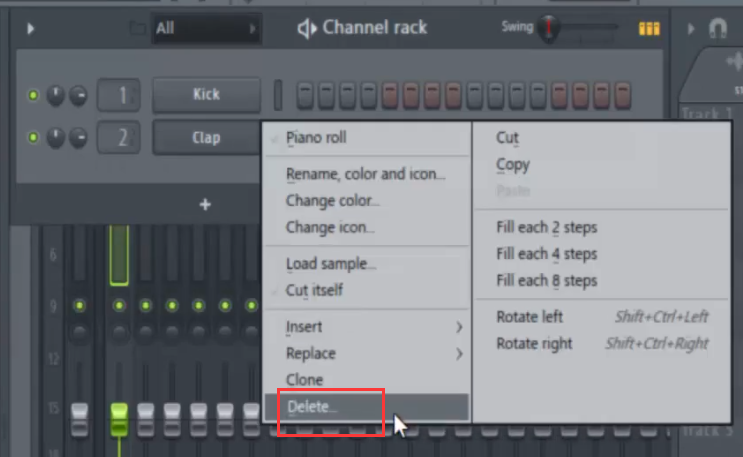 All
Channel rack
Swing
1
Kick
2
Clap
Track 1
Piano roll
Rename, color and icon...
Change color...
Change icon...
Load sample...
Cut itself
Insert
Replace
Clone
Delete...
Cut
Copy
Paste
Fill each 2 steps
Fill each 4 steps
Fill each 8 steps
Rotate left Shift+Ctrl+Left
Rotate right Shift+Ctrl+Right
6
9
12
15
Track 5